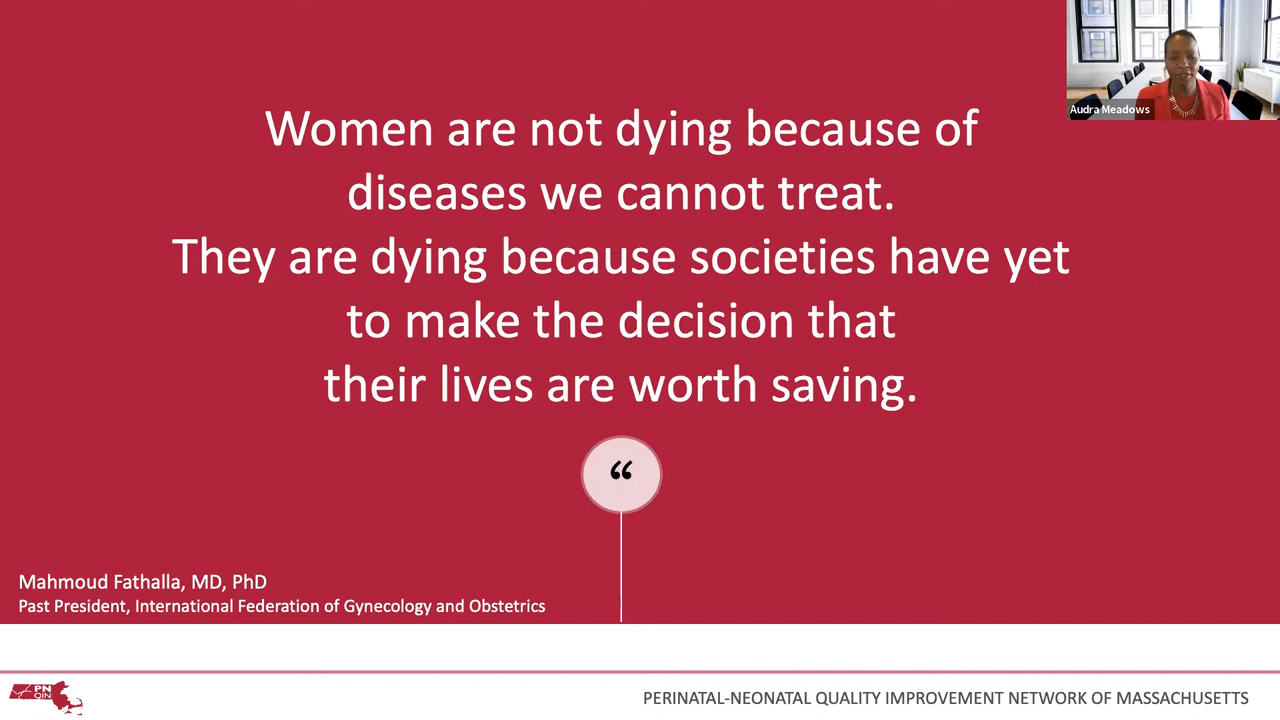 Women are not dying because of
diseases we cannot treat.
They are dying because societies have yet
to make the decision that
their lives are worth saving.
“
Mahmoud Fathalla, MD, PhD
Past President, International Federation of Gynecology and Obstetrics
Audra Meadows
PN
QIN
PERINATAL-NEONATAL QUALITY IMPROVEMENT NETWORK OF MASSACHUSETTS